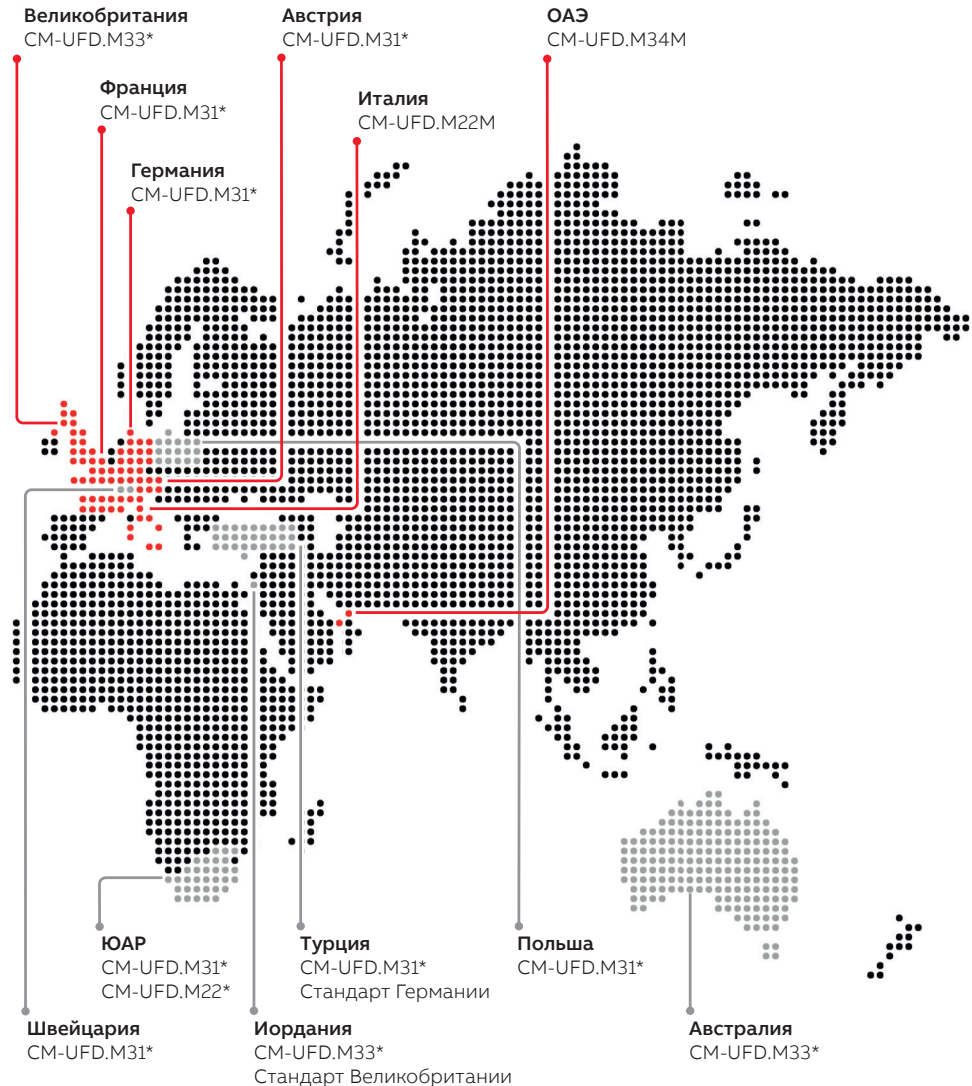 Великобритания
CM-UFD.M33*
Австрия
CM-UFD.M31*
ОАЭ
CM-UFD.M34M
Франция
CM-UFD.M31*
Италия
CM-UFD.M22M
Германия
CM-UFD.M31*
ЮАР
CM-UFD.M31*
CM-UFD.M22*
Турция
CM-UFD.M31*
Стандарт Германии
Польша
CM-UFD.M31*
Швейцария
CM-UFD.M31*
Иордания
CM-UFD.M33*
Стандарт Великобритании
Австралия
CM-UFD.M33*